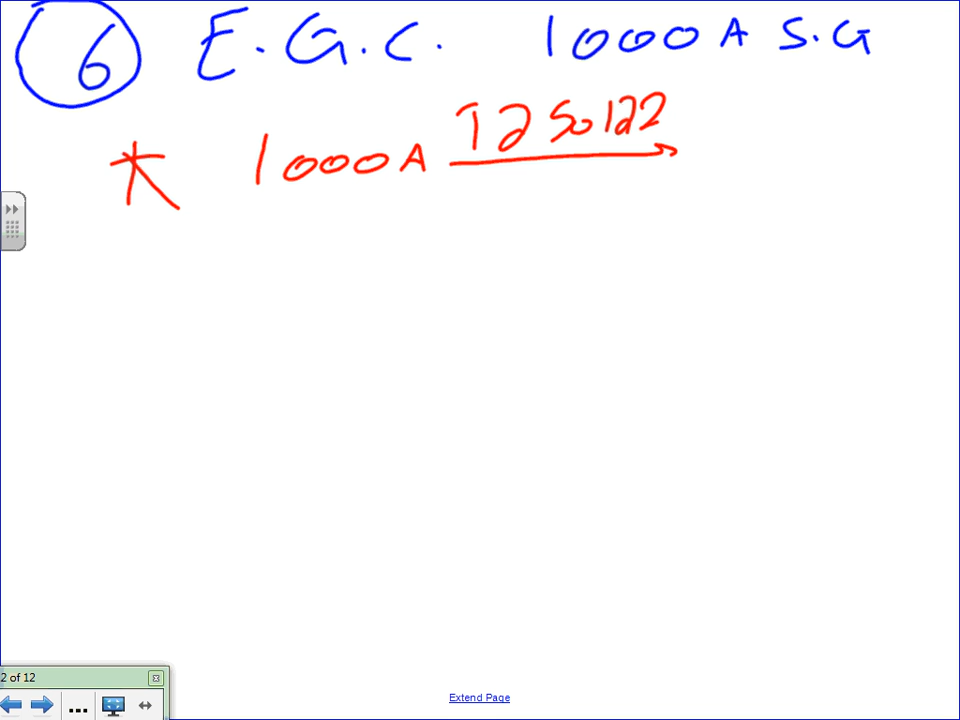 6 E.G.C. 1000A S.G
* 1000A T250122
2 of 12
...
Extend Page